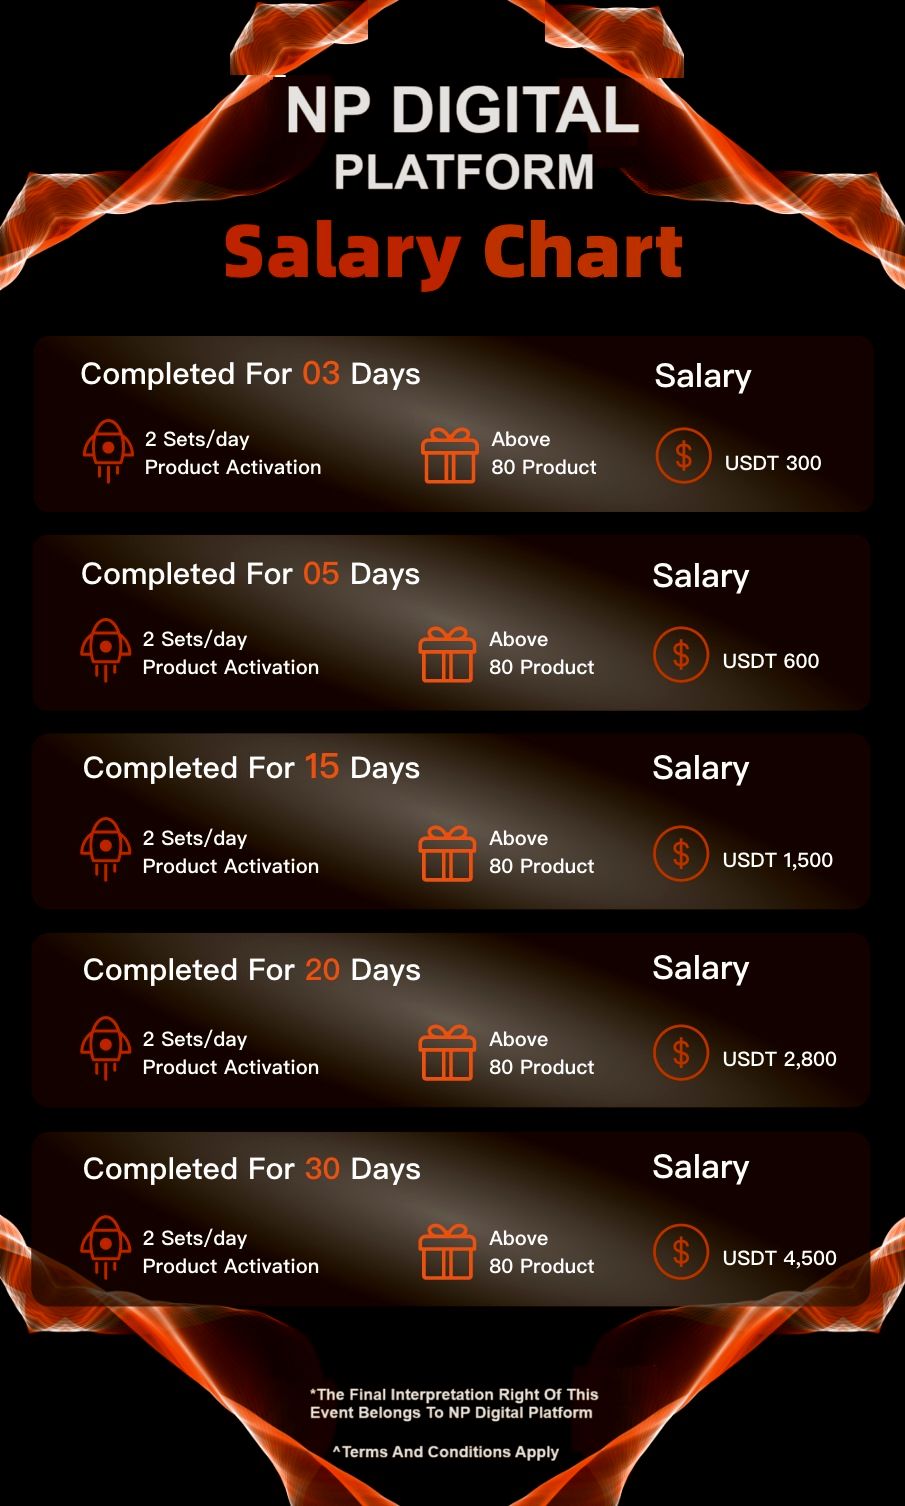 NP DIGITAL
PLATFORM
Salary Chart
Completed For 03 Days
Salary
2 Sets/day
Product Activation
Above
80 Product
USDT 300
Completed For 05 Days
Salary
2 Sets/day
Product Activation
Above
80 Product
USDT 600
Completed For 15 Days
Salary
2 Sets/day
Product Activation
Above
80 Product
USDT 1,500
Completed For 20 Days
Salary
2 Sets/day
Product Activation
Above
80 Product
USDT 2,800
Completed For 30 Days
Salary
2 Sets/day
Product Activation
Above
80 Product
USDT 4,500
*The Final Interpretation Right Of This
Event Belongs To NP Digital Platform
^Terms And Conditions Apply